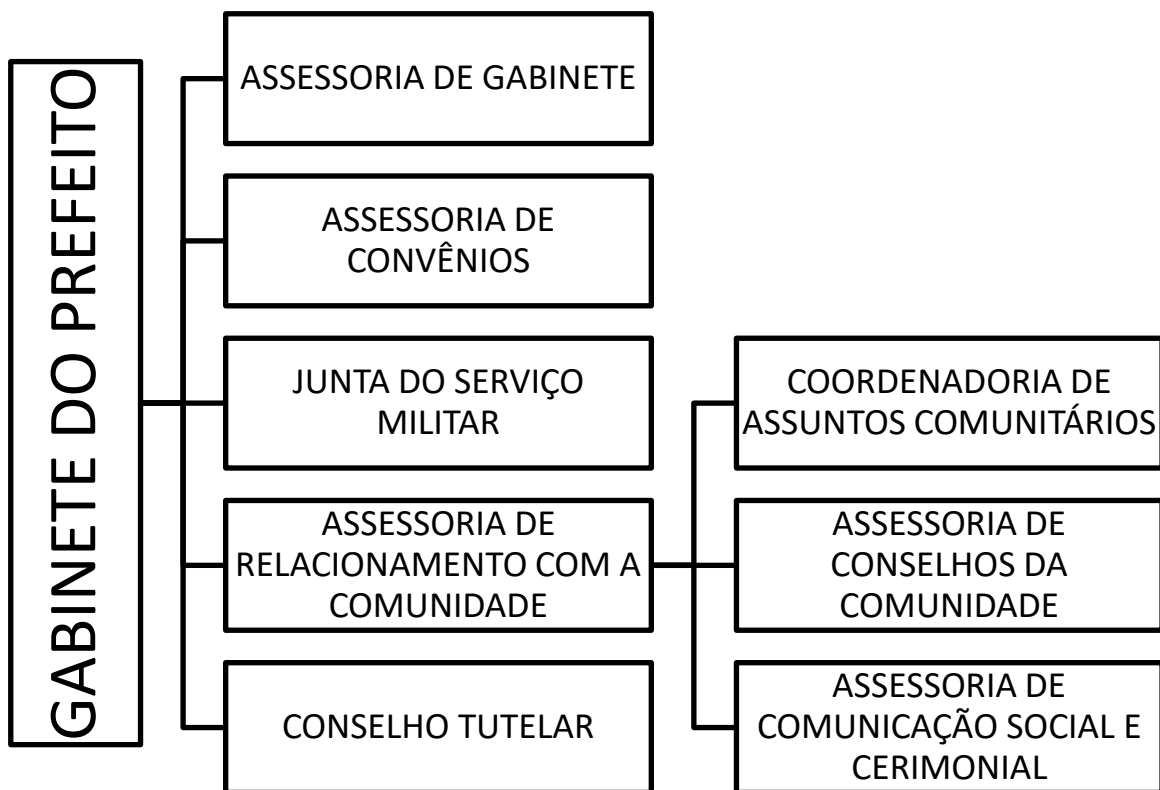 GABINETE DO PREFEITO
ASSESSORIA DE GABINETE
ASSESSORIA DE
CONVÊNIOS
JUNTA DO SERVIÇO
MILITAR
ASSESSORIA DE
RELACIONAMENTO COM A
COMUNIDADE
COORDENADORIA DE
ASSUNTOS COMUNITÁRIOS
ASSESSORIA DE
CONSELHOS DA
COMUNIDADE
ASSESSORIA DE
COMUNICAÇÃO SOCIAL E
CERIMONIAL
CONSELHO TUTELAR